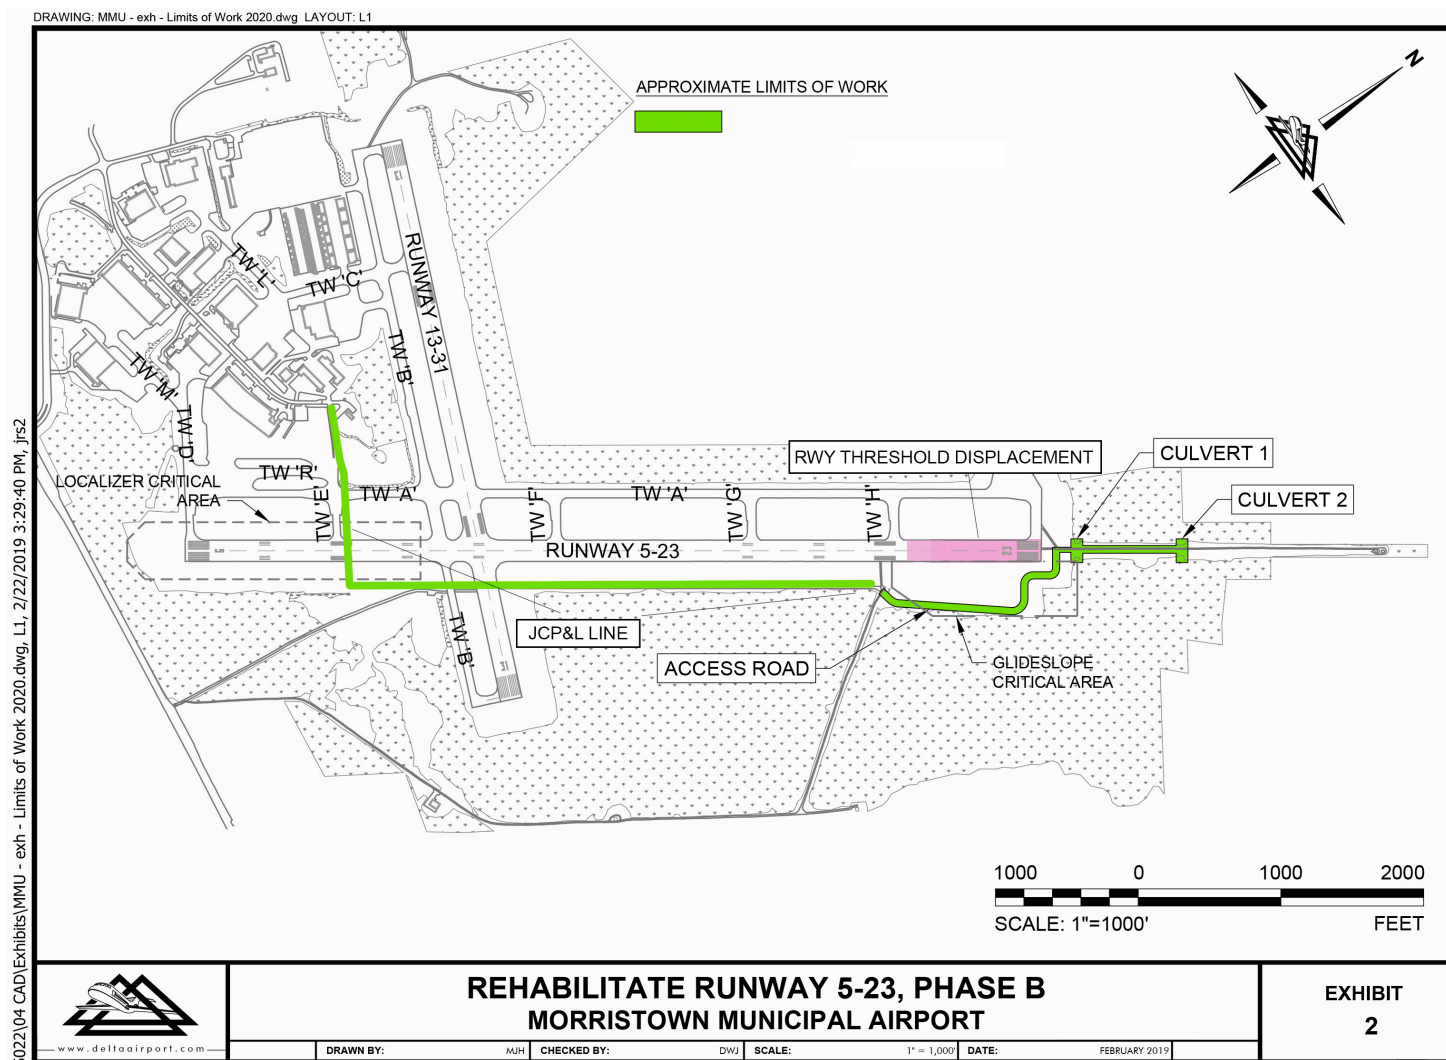 DRAWING: MMU - exh - Limits of Work 2020.dwg  LAYOUT: L1
5022\04 CAD\Exhibits\MMU - exh - Limits of Work 2020.dwg, L1, 2/22/2019 3:29:40 PM, jrs2
APPROXIMATE LIMITS OF WORK
N
RUNWAY 13-31
TW 'L'
TW 'C'
TW 'B'
TW 'M'
TW 'D'
TW 'R'
LOCALIZER CRITICAL
AREA
TW 'E'
TW 'A'
TW 'F'
TW 'A'
TW 'G'
TW 'H'
RWY THRESHOLD DISPLACEMENT
CULVERT 1
CULVERT 2
RUNWAY 5-23
23
TW 'B'
JCP&L LINE
ACCESS ROAD
GLIDESLOPE
CRITICAL AREA
1000 0 1000 2000
SCALE: 1"=1000' FEET
www.deltaairport.com
REHABILITATE RUNWAY 5-23, PHASE B
MORRISTOWN MUNICIPAL AIRPORT
DRAWN BY: MJH CHECKED BY: DWJ SCALE: 1" = 1,000' DATE: FEBRUARY 2019
EXHIBIT
2